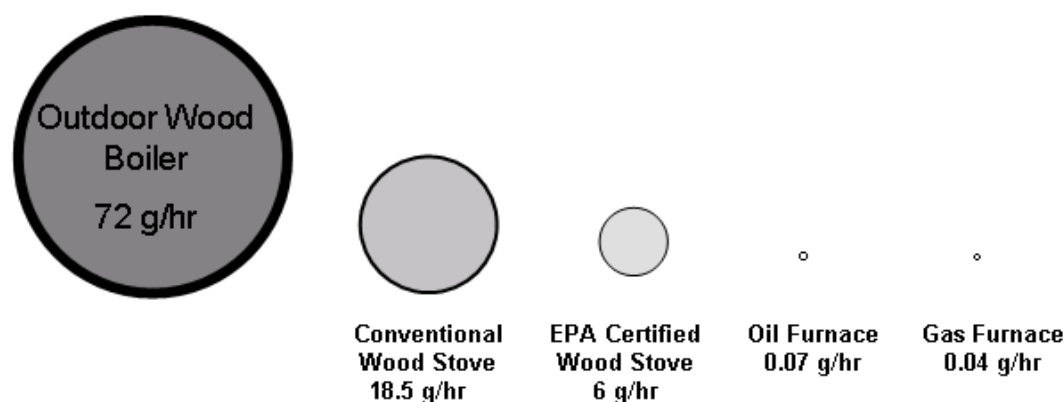 Outdoor Wood
Boiler
72 g/hr
Conventional
Wood Stove
18.5 g/hr
EPA Certified
Wood Stove
6 g/hr
Oil Furnace
0.07 g/hr
Gas Furnace
0.04 g/hr